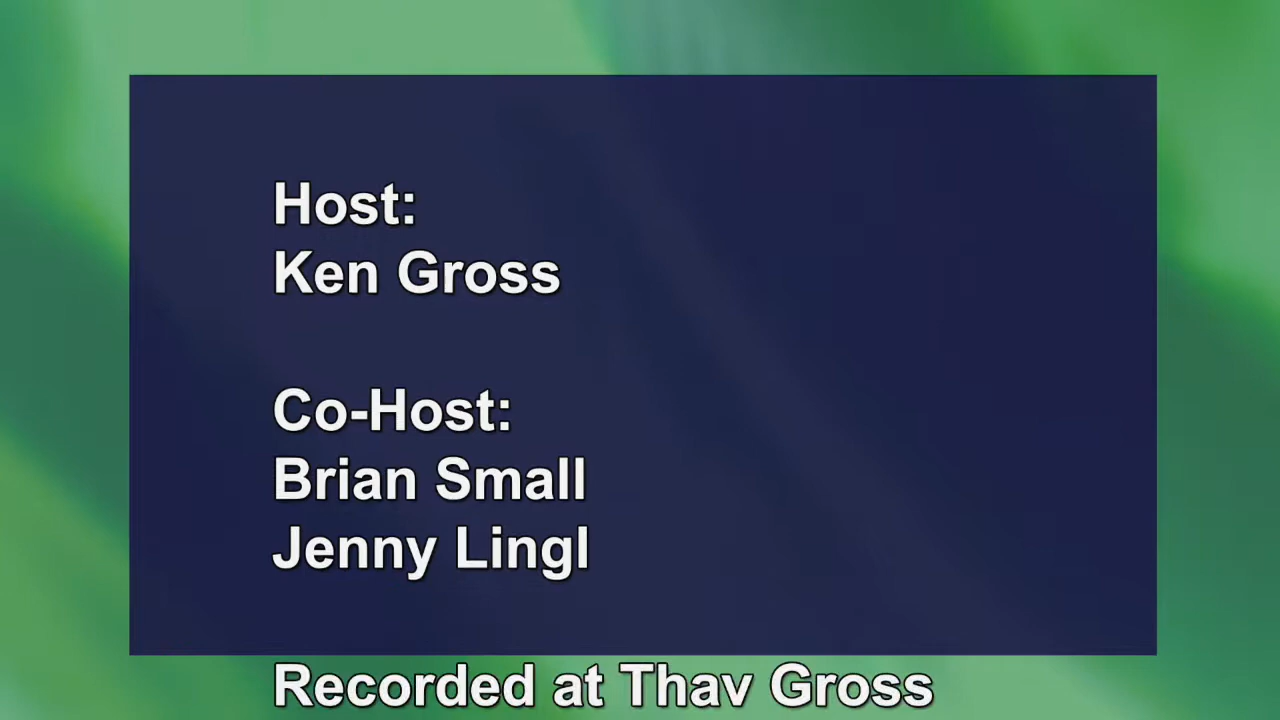 Host:
Ken Gross
Co-Host:
Brian Small
Jenny Lingl
Recorded at Thav Gross